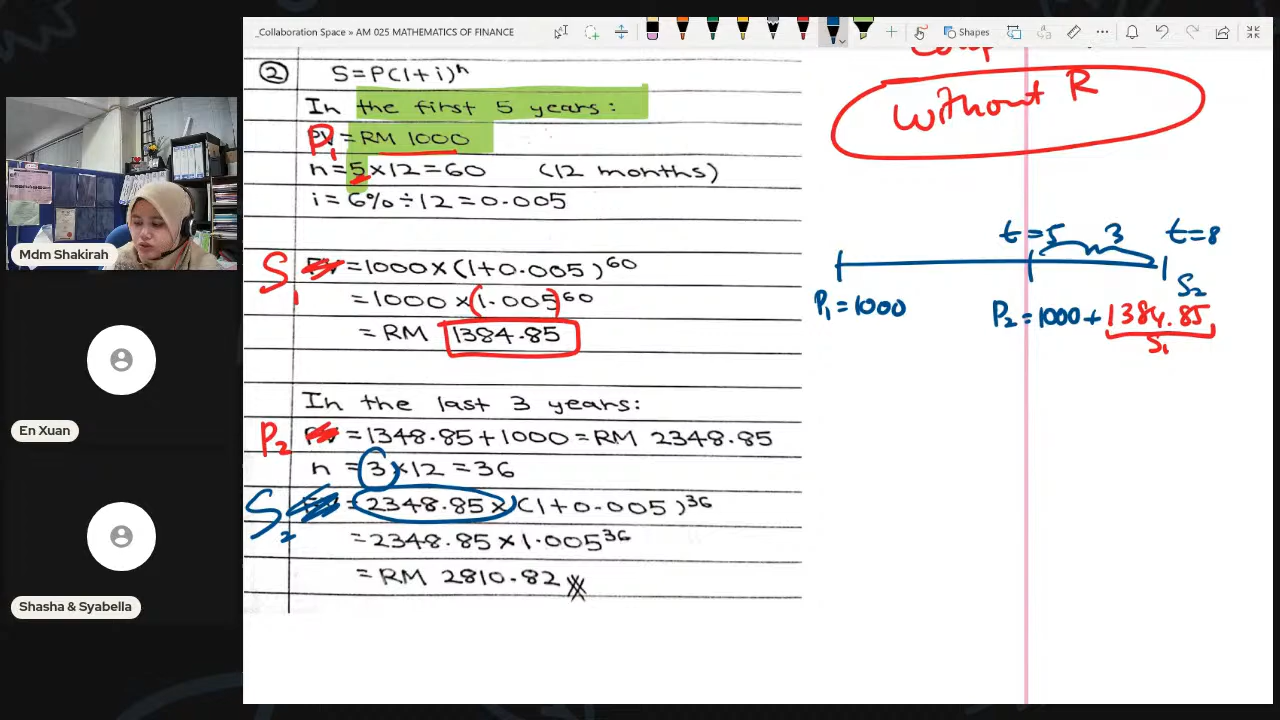 _Collaboration Space » AM 025 MATHEMATICS OF FINANCE
Shapes
② S=P(1+i)ⁿ
In the first 5 years:
P₁ = RM 1000
n=5×12=60 (12 months)
i=6%÷12=0.005
S₁ =1000×(1+0.005)⁶⁰
=1000×(1.005)⁶⁰
=RM 1384.85
In the last 3 years:
P₂ =1348.85+1000=RM 2348.85
n =3×12=36
S₂ =2348.85×(1+0.005)³⁶
=2348.85×1.005³⁶
=RM 2810.82
without R
t=5 3 t=8
S₂
P₁=1000
P₂=1000+1384.85
S₁
Mdm Shakirah
En Xuan
Shasha & Syabella